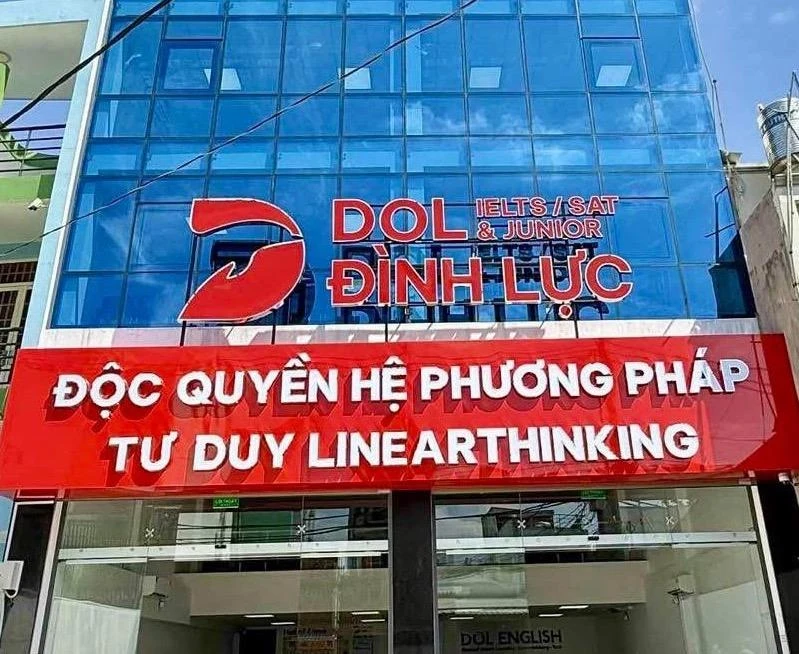 DOL IELTS / SAT
& JUNIOR
ĐÌNH LỰC
ĐỘC QUYỀN HỆ PHƯƠNG PHÁP
TƯ DUY LINEARTHINKING
DOL ENGLISH